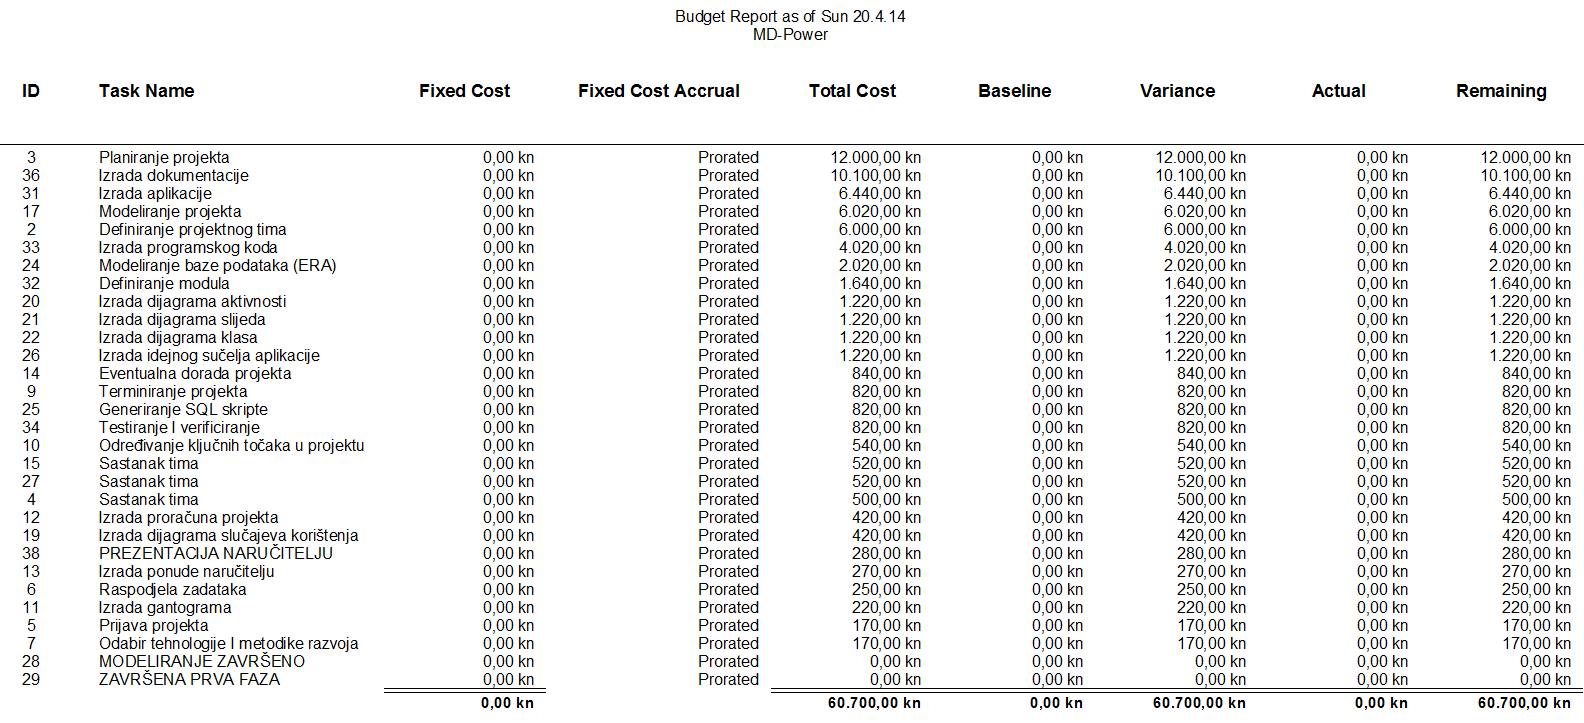 Budget Report as of Sun 20.4.14
MD-Power
ID Task Name Fixed Cost Fixed Cost Accrual Total Cost Baseline Variance Actual Remaining
3 Planiranje projekta 0,00 kn Prorated 12.000,00 kn 0,00 kn 12.000,00 kn 0,00 kn 12.000,00 kn
36 Izrada dokumentacije 0,00 kn Prorated 10.100,00 kn 0,00 kn 10.100,00 kn 0,00 kn 10.100,00 kn
31 Izrada aplikacije 0,00 kn Prorated 6.440,00 kn 0,00 kn 6.440,00 kn 0,00 kn 6.440,00 kn
17 Modeliranje projekta 0,00 kn Prorated 6.020,00 kn 0,00 kn 6.020,00 kn 0,00 kn 6.020,00 kn
2 Definiranje projektnog tima 0,00 kn Prorated 6.000,00 kn 0,00 kn 6.000,00 kn 0,00 kn 6.000,00 kn
33 Izrada programskog koda 0,00 kn Prorated 4.020,00 kn 0,00 kn 4.020,00 kn 0,00 kn 4.020,00 kn
24 Modeliranje baze podataka (ERA) 0,00 kn Prorated 2.020,00 kn 0,00 kn 2.020,00 kn 0,00 kn 2.020,00 kn
32 Definiranje modula 0,00 kn Prorated 1.640,00 kn 0,00 kn 1.640,00 kn 0,00 kn 1.640,00 kn
20 Izrada dijagrama aktivnosti 0,00 kn Prorated 1.220,00 kn 0,00 kn 1.220,00 kn 0,00 kn 1.220,00 kn
21 Izrada dijagrama slijeda 0,00 kn Prorated 1.220,00 kn 0,00 kn 1.220,00 kn 0,00 kn 1.220,00 kn
22 Izrada dijagrama klasa 0,00 kn Prorated 1.220,00 kn 0,00 kn 1.220,00 kn 0,00 kn 1.220,00 kn
26 Izrada idejnog sučelja aplikacije 0,00 kn Prorated 1.220,00 kn 0,00 kn 1.220,00 kn 0,00 kn 1.220,00 kn
14 Eventualna dorada projekta 0,00 kn Prorated 840,00 kn 0,00 kn 840,00 kn 0,00 kn 840,00 kn
9 Terminiranje projekta 0,00 kn Prorated 820,00 kn 0,00 kn 820,00 kn 0,00 kn 820,00 kn
25 Generiranje SQL skripte 0,00 kn Prorated 820,00 kn 0,00 kn 820,00 kn 0,00 kn 820,00 kn
34 Testiranje I verificiranje 0,00 kn Prorated 820,00 kn 0,00 kn 820,00 kn 0,00 kn 820,00 kn
10 Određivanje ključnih točaka u projektu 0,00 kn Prorated 540,00 kn 0,00 kn 540,00 kn 0,00 kn 540,00 kn
15 Sastanak tima 0,00 kn Prorated 520,00 kn 0,00 kn 520,00 kn 0,00 kn 520,00 kn
27 Sastanak tima 0,00 kn Prorated 520,00 kn 0,00 kn 520,00 kn 0,00 kn 520,00 kn
4 Sastanak tima 0,00 kn Prorated 500,00 kn 0,00 kn 500,00 kn 0,00 kn 500,00 kn
12 Izrada proračuna projekta 0,00 kn Prorated 420,00 kn 0,00 kn 420,00 kn 0,00 kn 420,00 kn
19 Izrada dijagrama slučajeva korištenja 0,00 kn Prorated 420,00 kn 0,00 kn 420,00 kn 0,00 kn 420,00 kn
38 PREZENTACIJA NARUČITELJU 0,00 kn Prorated 280,00 kn 0,00 kn 280,00 kn 0,00 kn 280,00 kn
13 Izrada ponude naručitelju 0,00 kn Prorated 270,00 kn 0,00 kn 270,00 kn 0,00 kn 270,00 kn
6 Raspodjela zadataka 0,00 kn Prorated 250,00 kn 0,00 kn 250,00 kn 0,00 kn 250,00 kn
11 Izrada gantograma 0,00 kn Prorated 220,00 kn 0,00 kn 220,00 kn 0,00 kn 220,00 kn
5 Prijava projekta 0,00 kn Prorated 170,00 kn 0,00 kn 170,00 kn 0,00 kn 170,00 kn
7 Odabir tehnologije I metodike razvoja 0,00 kn Prorated 170,00 kn 0,00 kn 170,00 kn 0,00 kn 170,00 kn
28 MODELIRANJE ZAVRŠENO 0,00 kn Prorated 0,00 kn 0,00 kn 0,00 kn 0,00 kn 0,00 kn
29 ZAVRŠENA PRVA FAZA 0,00 kn Prorated 0,00 kn 0,00 kn 0,00 kn 0,00 kn 0,00 kn
0,00 kn 60.700,00 kn 0,00 kn 60.700,00 kn 0,00 kn 60.700,00 kn